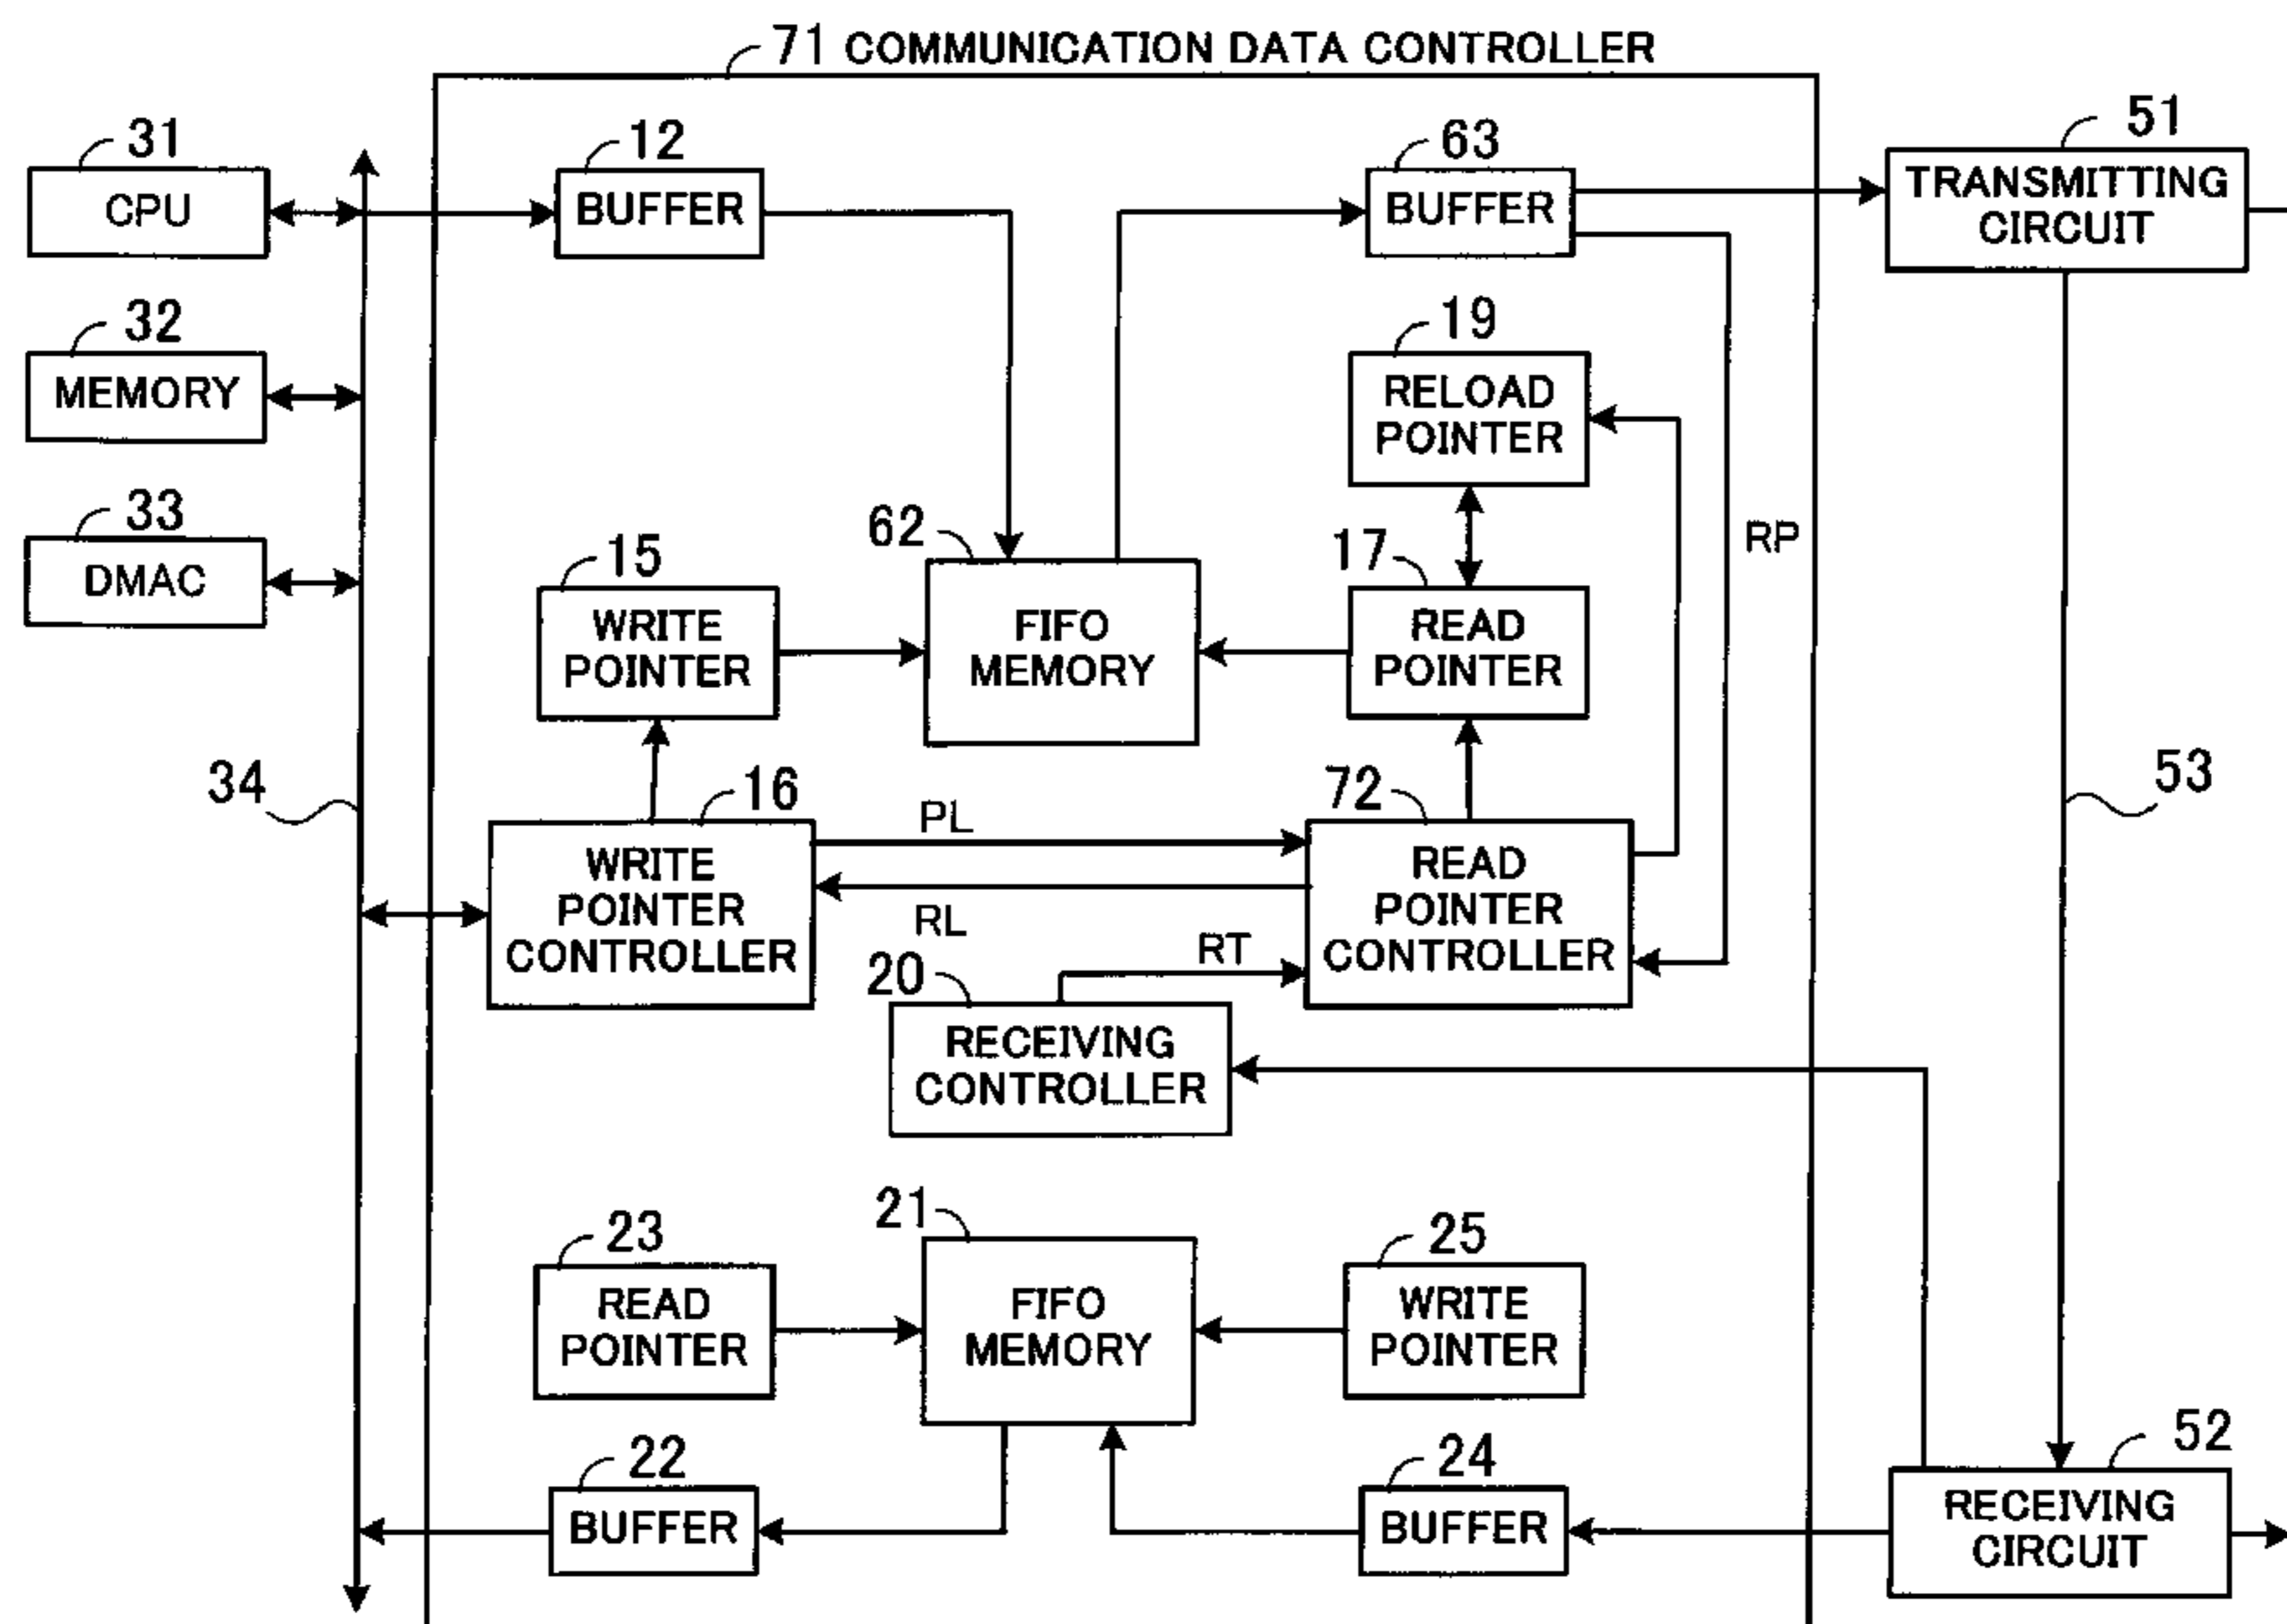 71 COMMUNICATION DATA CONTROLLER
31
CPU
12
BUFFER
63
BUFFER
51
TRANSMITTING
CIRCUIT
32
MEMORY
19
RELOAD
POINTER
33
DMAC
15
WRITE
POINTER
62
FIFO
MEMORY
17
READ
POINTER
RP
34
16
WRITE
POINTER
CONTROLLER
PL
RL
RT
72
READ
POINTER
CONTROLLER
53
20
RECEIVING
CONTROLLER
23
READ
POINTER
21
FIFO
MEMORY
25
WRITE
POINTER
22
BUFFER
24
BUFFER
52
RECEIVING
CIRCUIT